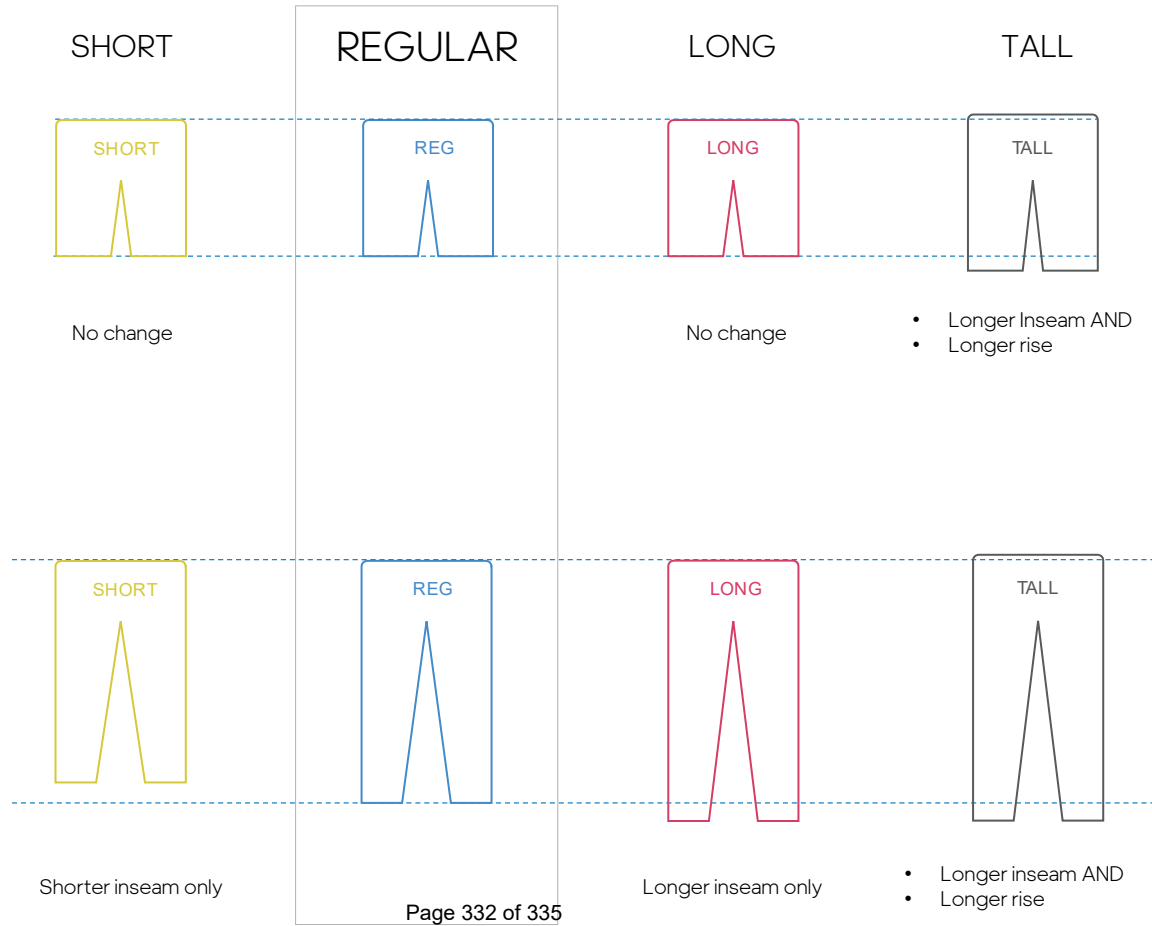 SHORT
REGULAR
LONG
TALL
SHORT
REG
LONG
TALL
No change
No change
• Longer Inseam AND
• Longer rise
SHORT
REG
LONG
TALL
Shorter inseam only
Longer inseam only
• Longer inseam AND
• Longer rise
Page 332 of 335